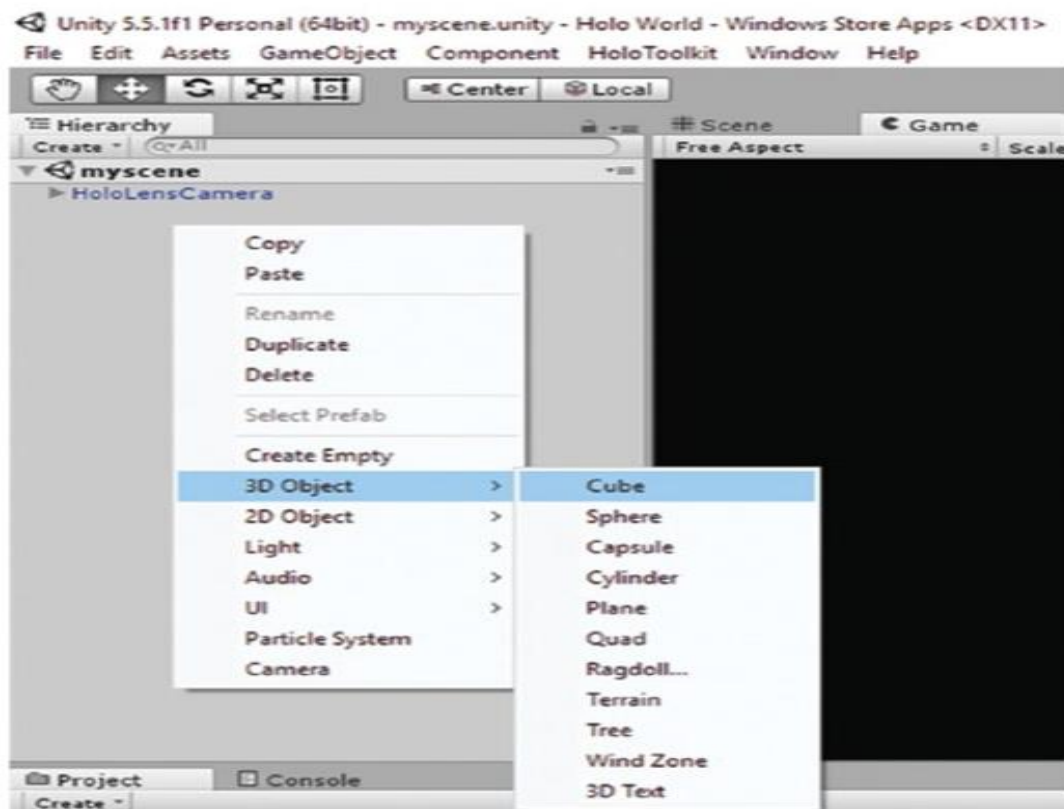 Unity 5.5.1f1 Personal (64bit) - myscene.unity - Holo World - Windows Store Apps <DX11>
File Edit Assets GameObject Component HoloToolkit Window Help
Center Local
Hierarchy Scene Game
Create All Free Aspect Scale
myscene
HoloLensCamera
Copy
Paste
Rename
Duplicate
Delete
Select Prefab
Create Empty
3D Object > Cube
2D Object > Sphere
Light > Capsule
Audio > Cylinder
UI > Plane
Particle System Quad
Camera Ragdoll...
Terrain
Tree
Wind Zone
Project Console 3D Text
Create